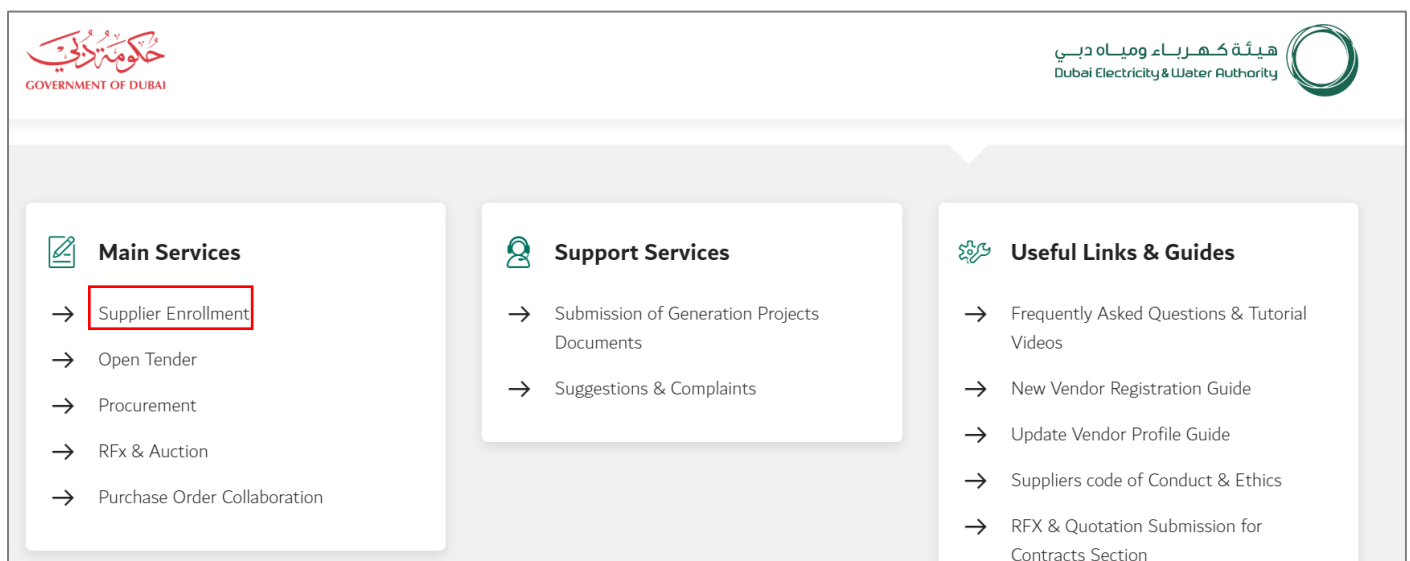 حكومة دبي
GOVERNMENT OF DUBAI
هيئة كـهـربـــاء وميـــاه دبـــي
Dubai Electricity & Water Authority
Main Services
Supplier Enrollment
Open Tender
Procurement
RFx & Auction
Purchase Order Collaboration
Support Services
Submission of Generation Projects
Documents
Suggestions & Complaints
Useful Links & Guides
Frequently Asked Questions & Tutorial
Videos
New Vendor Registration Guide
Update Vendor Profile Guide
Suppliers code of Conduct & Ethics
RFX & Quotation Submission for
Contracts Section